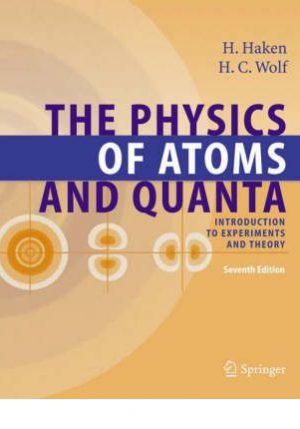 H. Haken
H. C. Wolf
THE PHYSICS
OF ATOMS
AND QUANTA
INTRODUCTION
TO EXPERIMENTS
AND THEORY
Seventh Edition
Springer